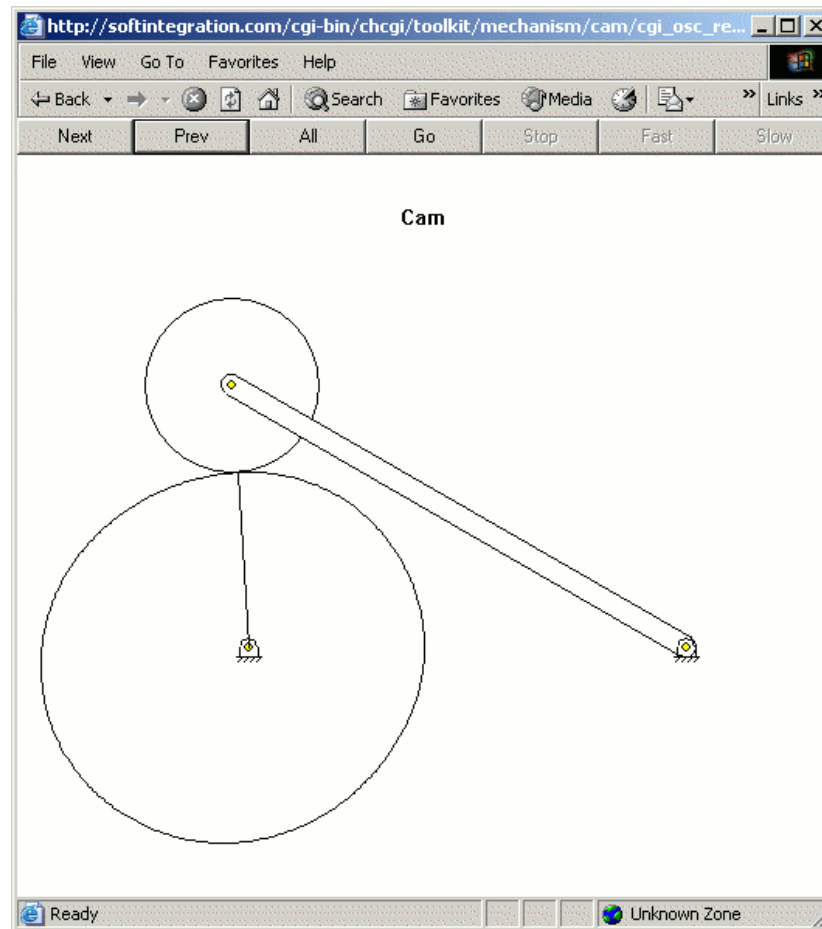 http://softintegration.com/cgi-bin/chcgi/toolkit/mechanism/cam/cgi_osc_re...
File View Go To Favorites Help
Back Search Favorites Media » Links »
Next Prev All Go Stop Fast Slow
Cam
Ready Unknown Zone